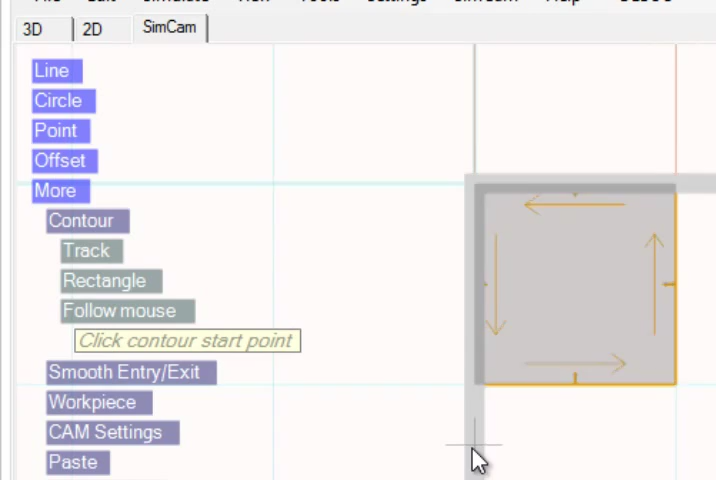 3D 2D SimCam
Line
Circle
Point
Offset
More
Contour
Track
Rectangle
Follow mouse
Click contour start point
Smooth Entry/Exit
Workpiece
CAM Settings
Paste